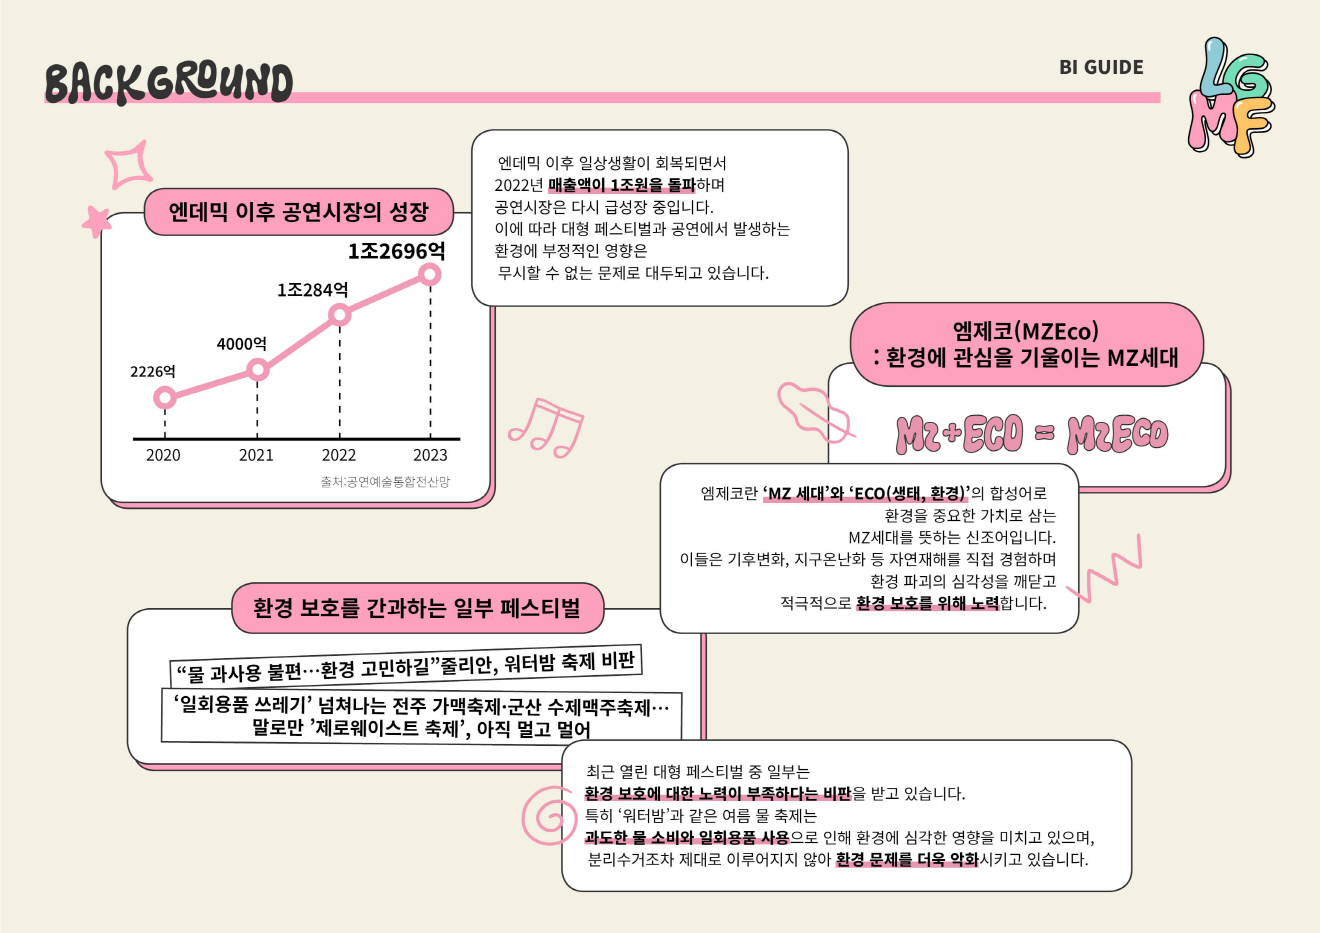 BACKGROUND
BI GUIDE
LG
MF
엔데믹 이후 공연시장의 성장
1조2696억
1조284억
4000억
2226억
2020 2021 2022 2023
출처:공연예술통합전산망
엔데믹 이후 일상생활이 회복되면서
2022년 매출액이 1조원을 돌파하며
공연시장은 다시 급성장 중입니다.
이에 따라 대형 페스티벌과 공연에서 발생하는
환경에 부정적인 영향은
무시할 수 없는 문제로 대두되고 있습니다.
엠제코(MZEco)
: 환경에 관심을 기울이는 MZ세대
Mz+ECO = MzEco
엠제코란 ‘MZ 세대’와 ‘ECO(생태, 환경)’의 합성어로
환경을 중요한 가치로 삼는
MZ세대를 뜻하는 신조어입니다.
이들은 기후변화, 지구온난화 등 자연재해를 직접 경험하며
환경 파괴의 심각성을 깨닫고
적극적으로 환경 보호를 위해 노력합니다.
환경 보호를 간과하는 일부 페스티벌
“물 과사용 불편…환경 고민하길”줄리안, 워터밤 축제 비판
‘일회용품 쓰레기’ 넘쳐나는 전주 가맥축제·군산 수제맥주축제…
말로만 ’제로웨이스트 축제’, 아직 멀고 멀어
최근 열린 대형 페스티벌 중 일부는
환경 보호에 대한 노력이 부족하다는 비판을 받고 있습니다.
특히 ‘워터밤’과 같은 여름 물 축제는
과도한 물 소비와 일회용품 사용으로 인해 환경에 심각한 영향을 미치고 있으며,
분리수거조차 제대로 이루어지지 않아 환경 문제를 더욱 악화시키고 있습니다.